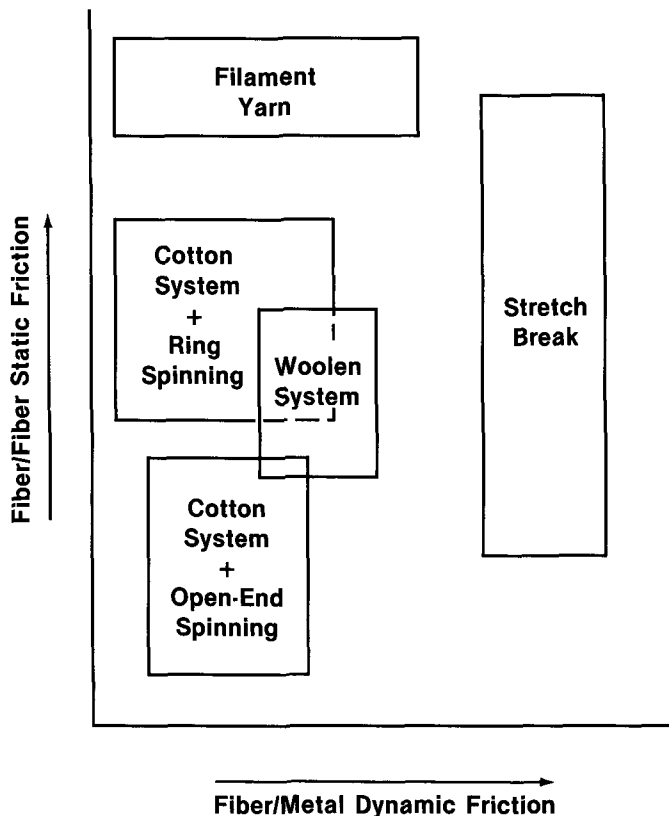 Filament
Yarn
Cotton
System
+
Ring
Spinning
Woolen
System
Stretch
Break
Cotton
System
+
Open-End
Spinning
Fiber/Fiber Static Friction
Fiber/Metal Dynamic Friction